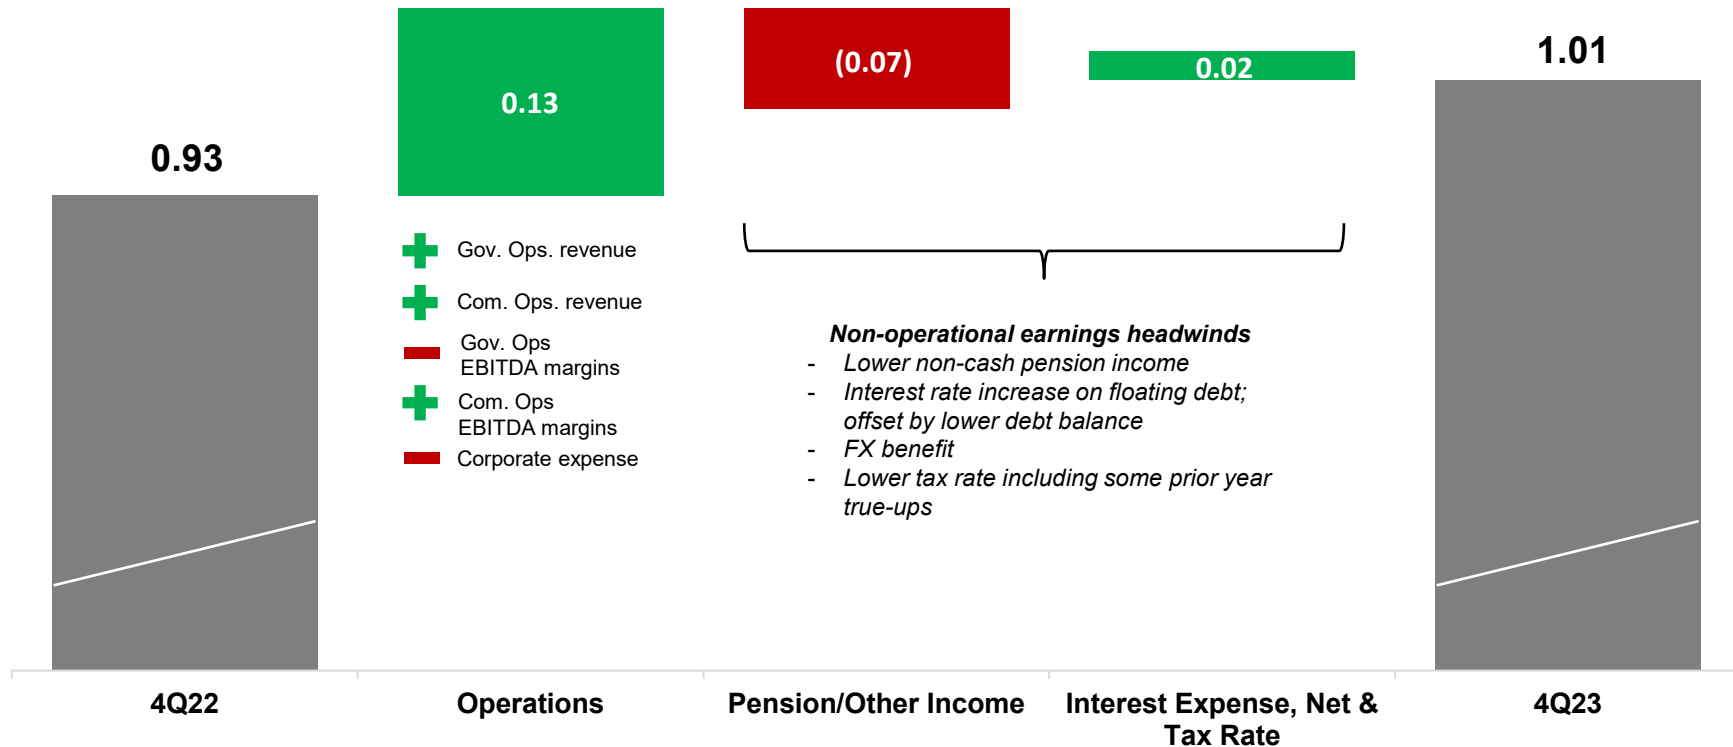 0.93
0.13
(0.07)
0.02
1.01
Gov. Ops. revenue
Com. Ops. revenue
Gov. Ops
EBITDA margins
Com. Ops
EBITDA margins
Corporate expense
Non-operational earnings headwinds
- Lower non-cash pension income
- Interest rate increase on floating debt;
offset by lower debt balance
- FX benefit
- Lower tax rate including some prior year
true-ups
4Q22
Operations
Pension/Other Income
Interest Expense, Net &
Tax Rate
4Q23